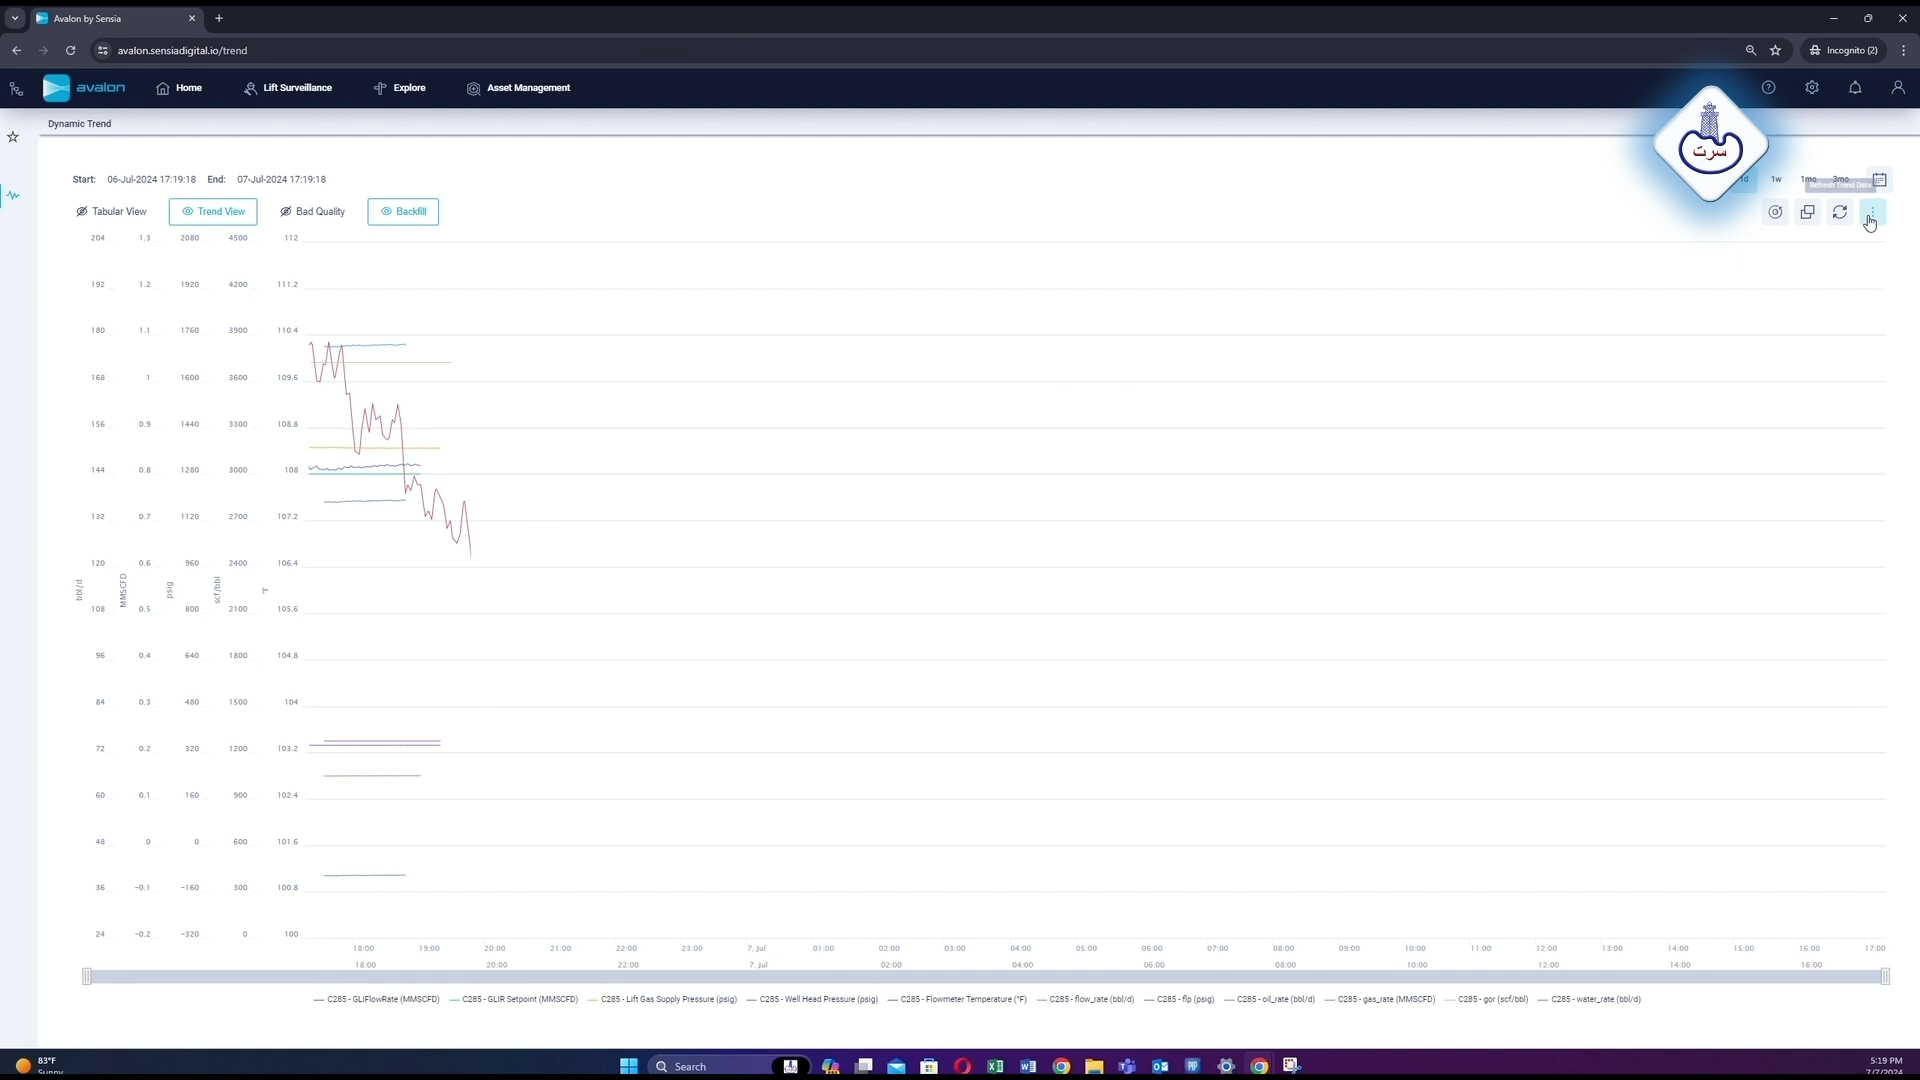 Avalon by Sensia
avalon.sensiadigital.io/trend
Incognito (2)
avalon
Home
Lift Surveillance
Explore
Asset Management
Dynamic Trend
سرت
Start: 06-Jul-2024 17:19:18 End: 07-Jul-2024 17:19:18
1d 1w 1mo 3mo
Refresh Trend Data
Tabular View Trend View Bad Quality Backfill
204 1.3 2080 4500 112
192 1.2 1920 4200 111.2
180 1.1 1760 3900 110.4
168 1 1600 3600 109.6
156 0.9 1440 3300 108.8
144 0.8 1280 3000 108
132 0.7 1120 2700 107.2
120 0.6 960 2400 106.4
bbl/d MMSCFD psig scf/bbl °F
108 0.5 800 2100 105.6
96 0.4 640 1800 104.8
84 0.3 480 1500 104
72 0.2 320 1200 103.2
60 0.1 160 900 102.4
48 0 0 600 101.6
36 −0.1 −160 300 100.8
24 −0.2 −320 0 100
18:00 19:00 20:00 21:00 22:00 23:00 7. Jul 01:00 02:00 03:00 04:00 05:00 06:00 07:00 08:00 09:00 10:00 11:00 12:00 13:00 14:00 15:00 16:00 17:00
18:00 20:00 22:00 7. Jul 02:00 04:00 06:00 08:00 10:00 12:00 14:00 16:00
C285 - GLIFlowRate (MMSCFD) C285 - GLIR Setpoint (MMSCFD) C285 - Lift Gas Supply Pressure (psig) C285 - Well Head Pressure (psig) C285 - Flowmeter Temperature (°F) C285 - flow_rate (bbl/d) C285 - flp (psig) C285 - oil_rate (bbl/d) C285 - gas_rate (MMSCFD) C285 - gor (scf/bbl) C285 - water_rate (bbl/d)
83°F
Sunny
Search
5:19 PM
7/7/2024